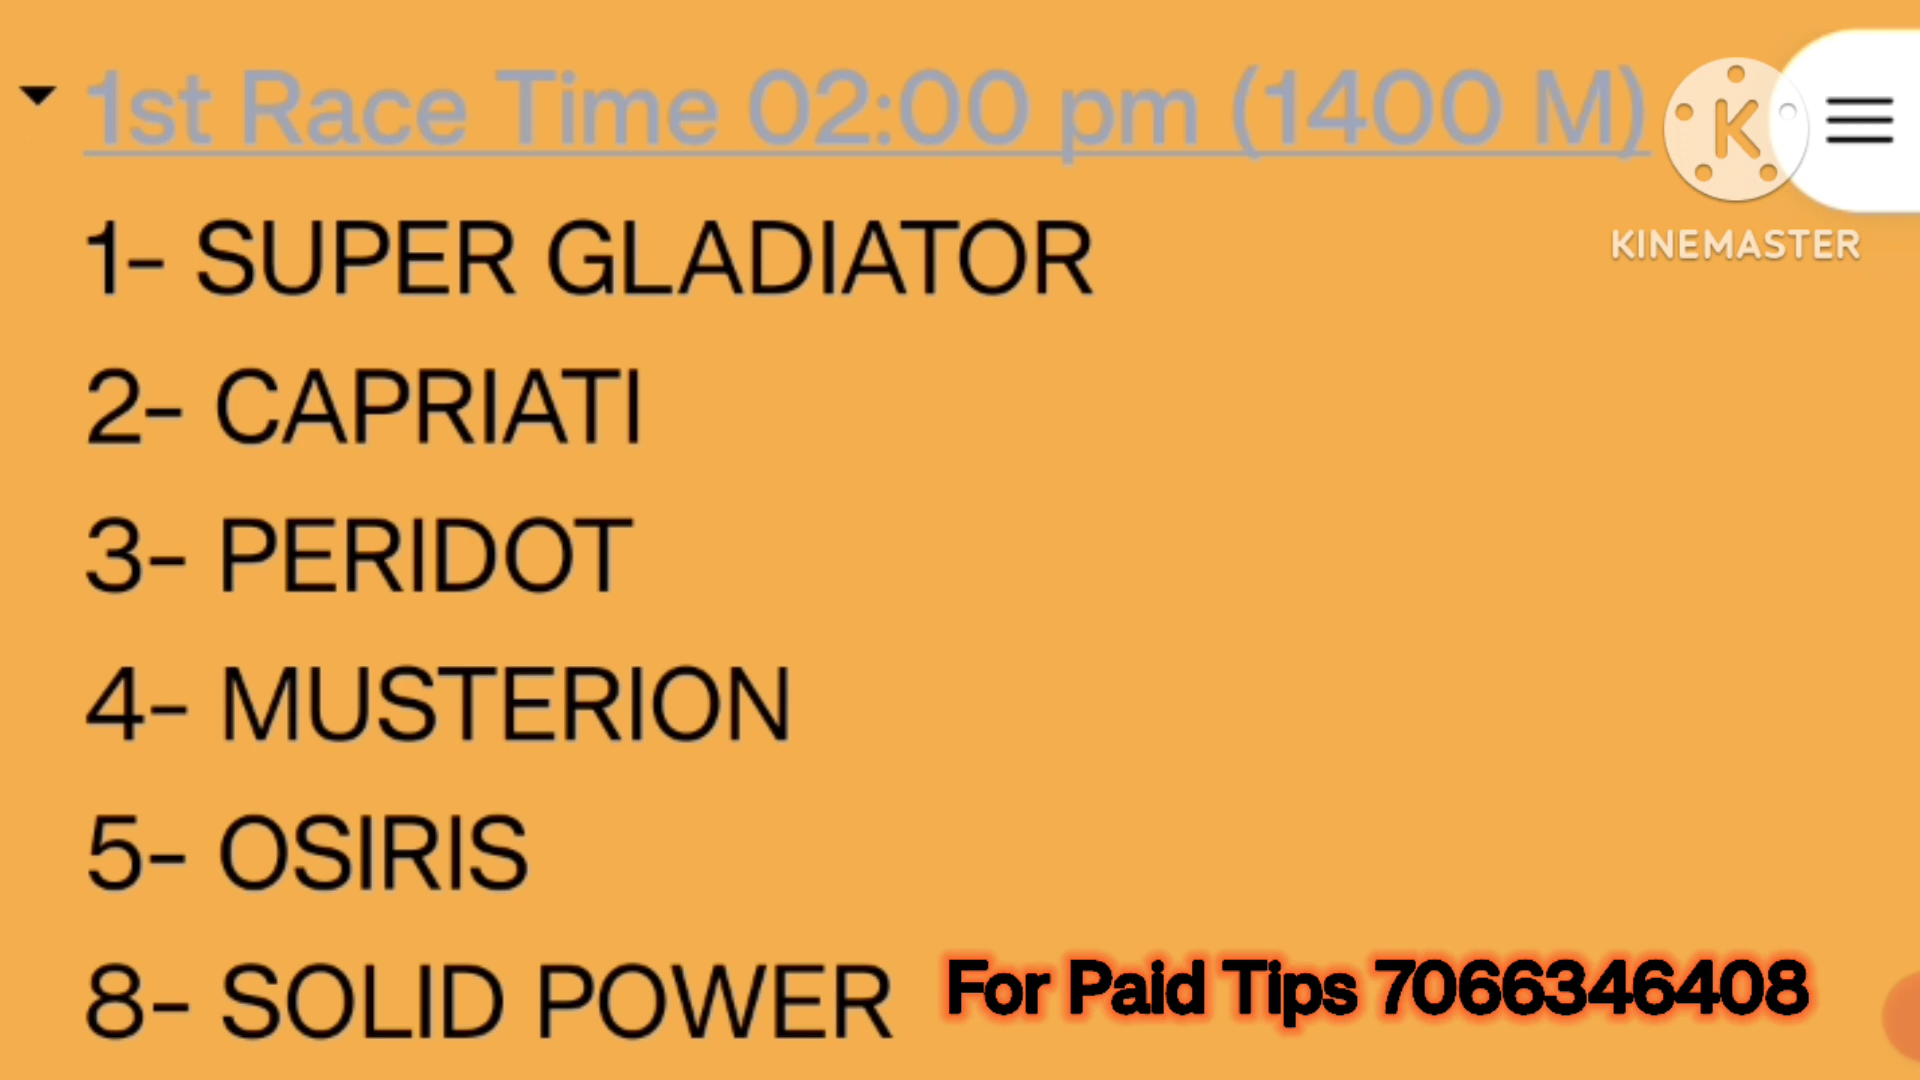 1st Race Time 02:00 pm (1400 M)
K
KINEMASTER
1- SUPER GLADIATOR
2- CAPRIATI
3- PERIDOT
4- MUSTERION
5- OSIRIS
8- SOLID POWER
For Paid Tips 7066346408